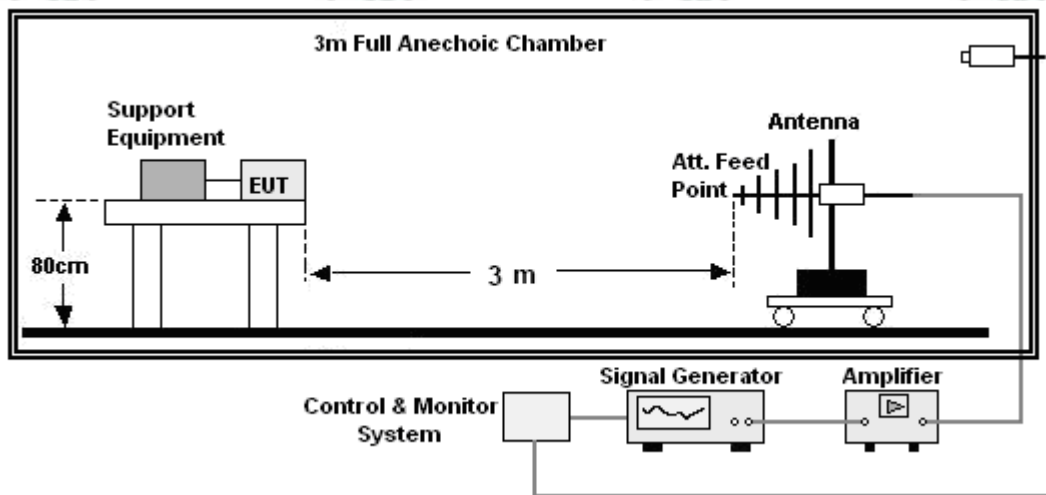 3m Full Anechoic Chamber
Support
Equipment
Antenna
Att. Feed
Point
EUT
80cm
3 m
Signal Generator
Amplifier
Control & Monitor
System